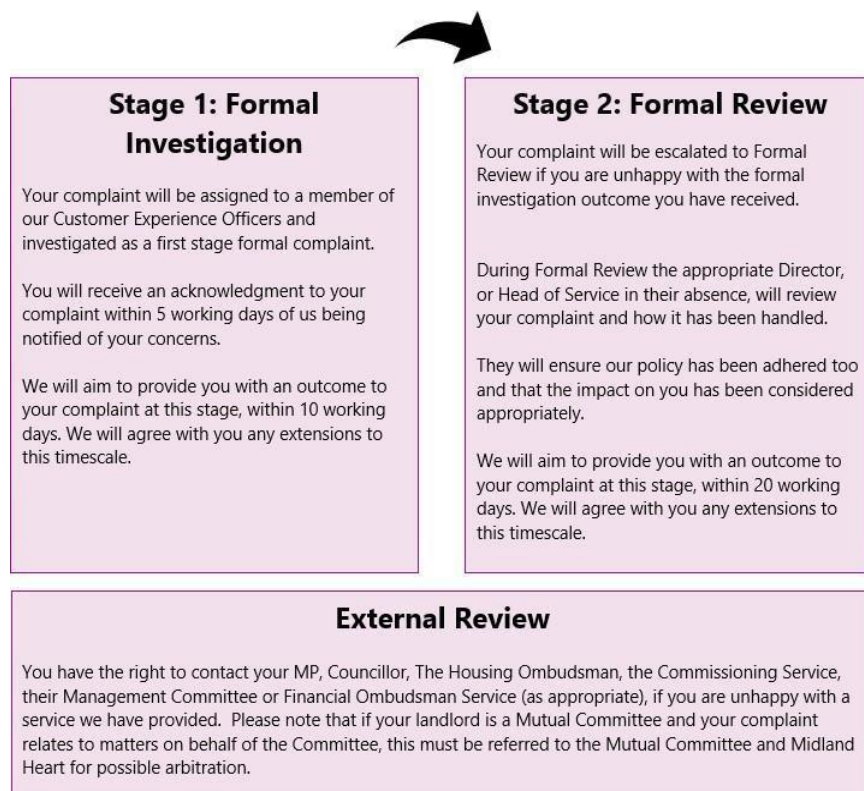 Stage 1: Formal
Investigation
Your complaint will be assigned to a member of
our Customer Experience Officers and
investigated as a first stage formal complaint.
You will receive an acknowledgment to your
complaint within 5 working days of us being
notified of your concerns.
We will aim to provide you with an outcome to
your complaint at this stage, within 10 working
days. We will agree with you any extensions to
this timescale.
Stage 2: Formal Review
Your complaint will be escalated to Formal
Review if you are unhappy with the formal
investigation outcome you have received.
During Formal Review the appropriate Director,
or Head of Service in their absence, will review
your complaint and how it has been handled.
They will ensure our policy has been adhered too
and that the impact on you has been considered
appropriately.
We will aim to provide you with an outcome to
your complaint at this stage, within 20 working
days. We will agree with you any extensions to
this timescale.
External Review
You have the right to contact your MP, Councillor, The Housing Ombudsman, the Commissioning Service,
their Management Committee or Financial Ombudsman Service (as appropriate), if you are unhappy with a
service we have provided.  Please note that if your landlord is a Mutual Committee and your complaint
relates to matters on behalf of the Committee, this must be referred to the Mutual Committee and Midland
Heart for possible arbitration.